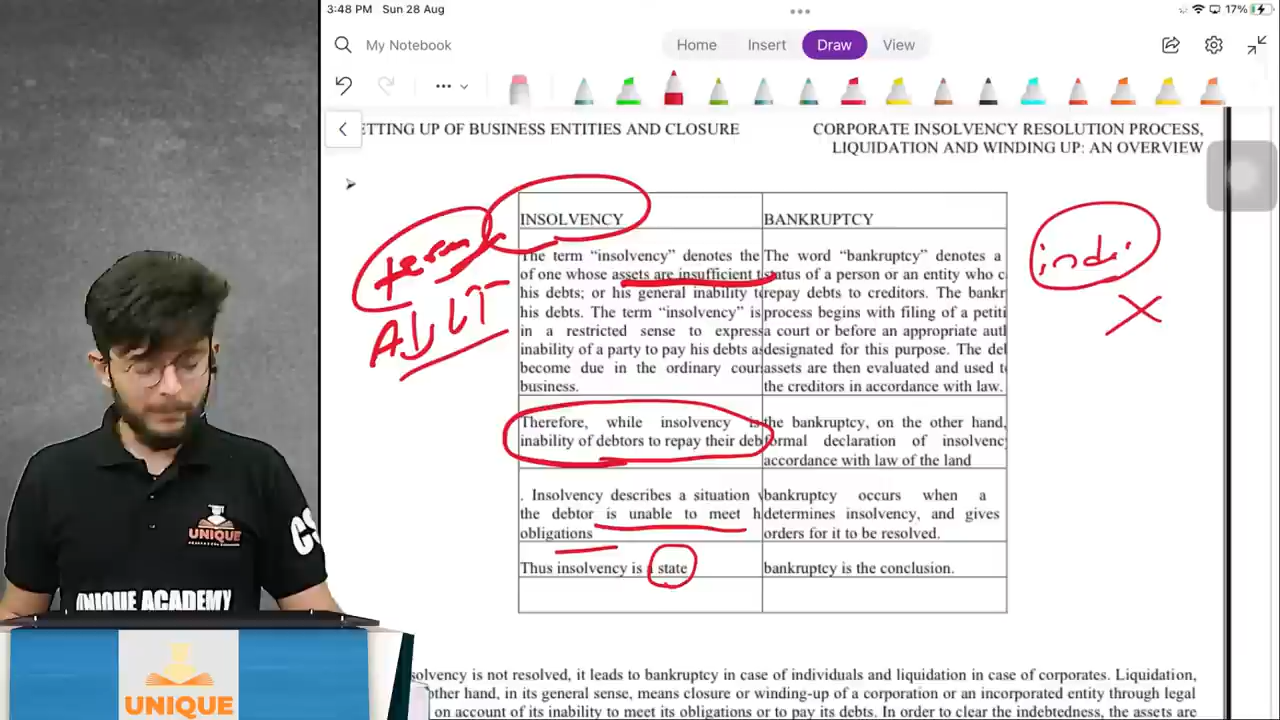 3:48 PM Sun 28 Aug
17%
My Notebook
Home Insert Draw View
ETTING UP OF BUSINESS ENTITIES AND CLOSURE
CORPORATE INSOLVENCY RESOLUTION PROCESS,
LIQUIDATION AND WINDING UP: AN OVERVIEW
INSOLVENCY
The term “insolvency” denotes the
of one whose assets are insufficient t
his debts; or his general inability t
his debts. The term “insolvency” is
in a restricted sense to express
inability of a party to pay his debts as
become due in the ordinary cour
business.
BANKRUPTCY
The word “bankruptcy” denotes a
status of a person or an entity who c
repay debts to creditors. The bankr
process begins with filing of a petiti
a court or before an appropriate aut
designated for this purpose. The de
assets are then evaluated and used t
the creditors in accordance with law.
Therefore, while insolvency is
inability of debtors to repay their deb
the bankruptcy, on the other hand,
formal declaration of insolvenc
accordance with law of the land
. Insolvency describes a situation
the debtor is unable to meet h
obligations
bankruptcy occurs when a
determines insolvency, and gives
orders for it to be resolved.
Thus insolvency is a state
bankruptcy is the conclusion.
term
indi.
solvency is not resolved, it leads to bankruptcy in case of individuals and liquidation in case of corporates. Liquidation,
other hand, in its general sense, means closure or winding-up of a corporation or an incorporated entity through legal
on account of its inability to meet its obligations or to pay its debts. In order to clear the indebtedness, the assets are
UNIQUE
CS
UNIQUE ACADEMY
UNIQUE